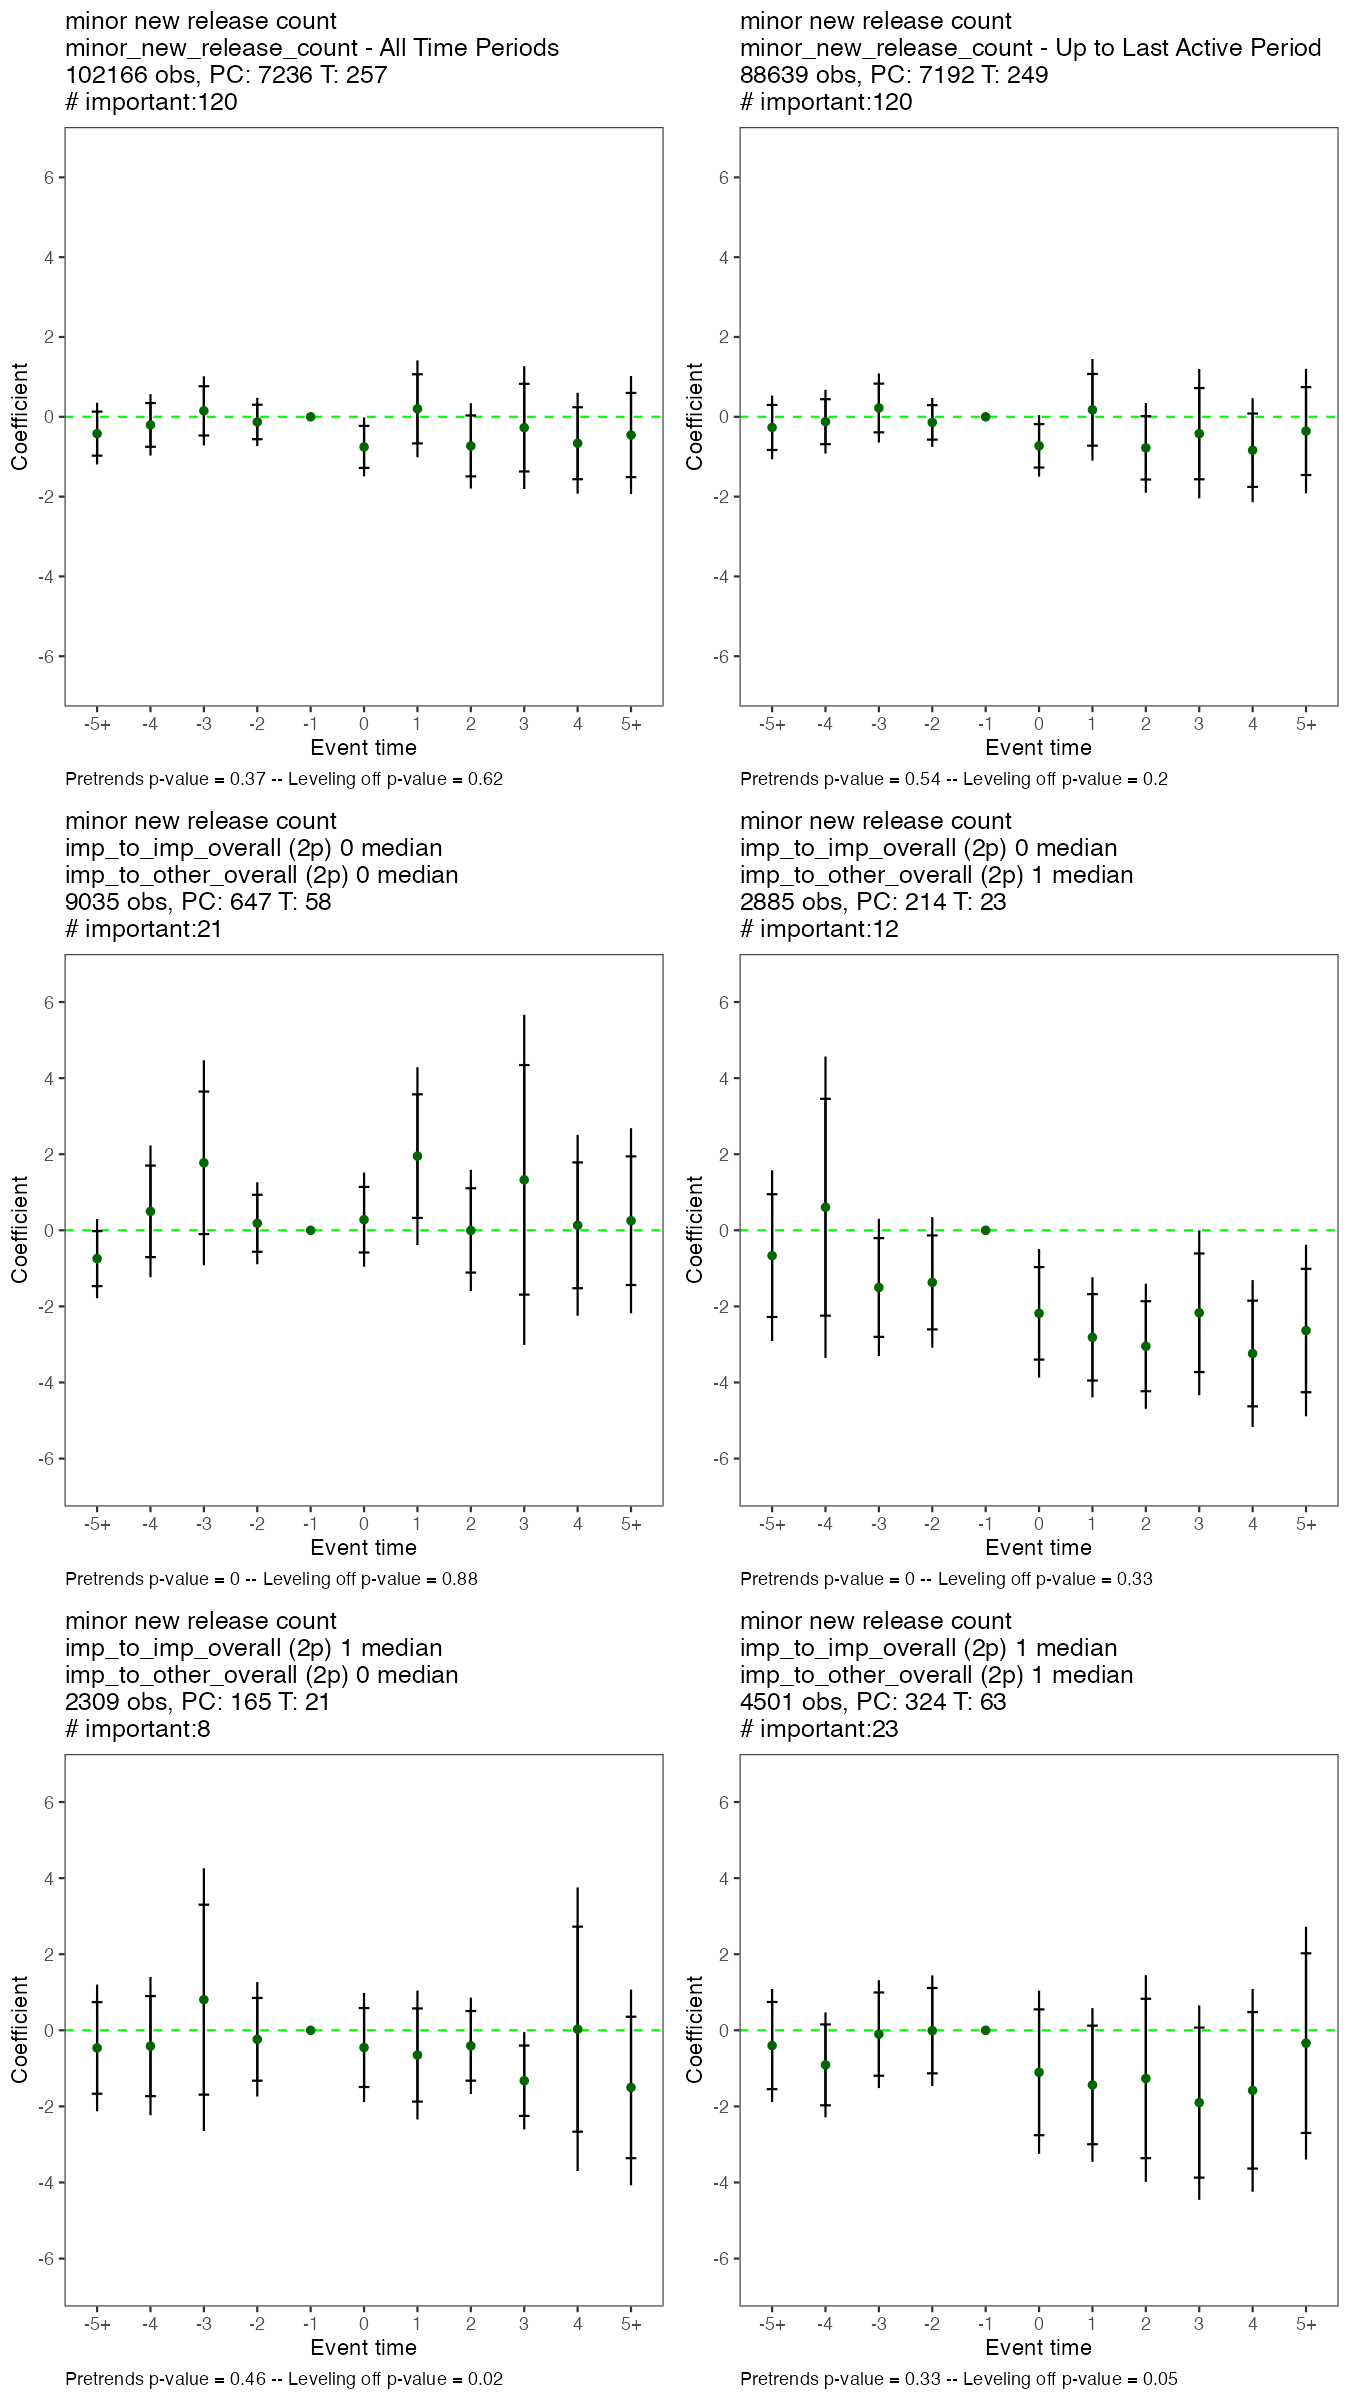 minor new release count
minor_new_release_count - All Time Periods
102166 obs, PC: 7236 T: 257
# important:120
6
4
2
0
-2
-4
-6
Coefficient
-5+ -4 -3 -2 -1 0 1 2 3 4 5+
Event time
Pretrends p-value = 0.37 -- Leveling off p-value = 0.62
minor new release count
minor_new_release_count - Up to Last Active Period
88639 obs, PC: 7192 T: 249
# important:120
6
4
2
0
-2
-4
-6
Coefficient
-5+ -4 -3 -2 -1 0 1 2 3 4 5+
Event time
Pretrends p-value = 0.54 -- Leveling off p-value = 0.2
minor new release count
imp_to_imp_overall (2p) 0 median
imp_to_other_overall (2p) 0 median
9035 obs, PC: 647 T: 58
# important:21
6
4
2
0
-2
-4
-6
Coefficient
-5+ -4 -3 -2 -1 0 1 2 3 4 5+
Event time
Pretrends p-value = 0 -- Leveling off p-value = 0.88
minor new release count
imp_to_imp_overall (2p) 0 median
imp_to_other_overall (2p) 1 median
2885 obs, PC: 214 T: 23
# important:12
6
4
2
0
-2
-4
-6
Coefficient
-5+ -4 -3 -2 -1 0 1 2 3 4 5+
Event time
Pretrends p-value = 0 -- Leveling off p-value = 0.33
minor new release count
imp_to_imp_overall (2p) 1 median
imp_to_other_overall (2p) 0 median
2309 obs, PC: 165 T: 21
# important:8
6
4
2
0
-2
-4
-6
Coefficient
-5+ -4 -3 -2 -1 0 1 2 3 4 5+
Event time
Pretrends p-value = 0.46 -- Leveling off p-value = 0.02
minor new release count
imp_to_imp_overall (2p) 1 median
imp_to_other_overall (2p) 1 median
4501 obs, PC: 324 T: 63
# important:23
6
4
2
0
-2
-4
-6
Coefficient
-5+ -4 -3 -2 -1 0 1 2 3 4 5+
Event time
Pretrends p-value = 0.33 -- Leveling off p-value = 0.05